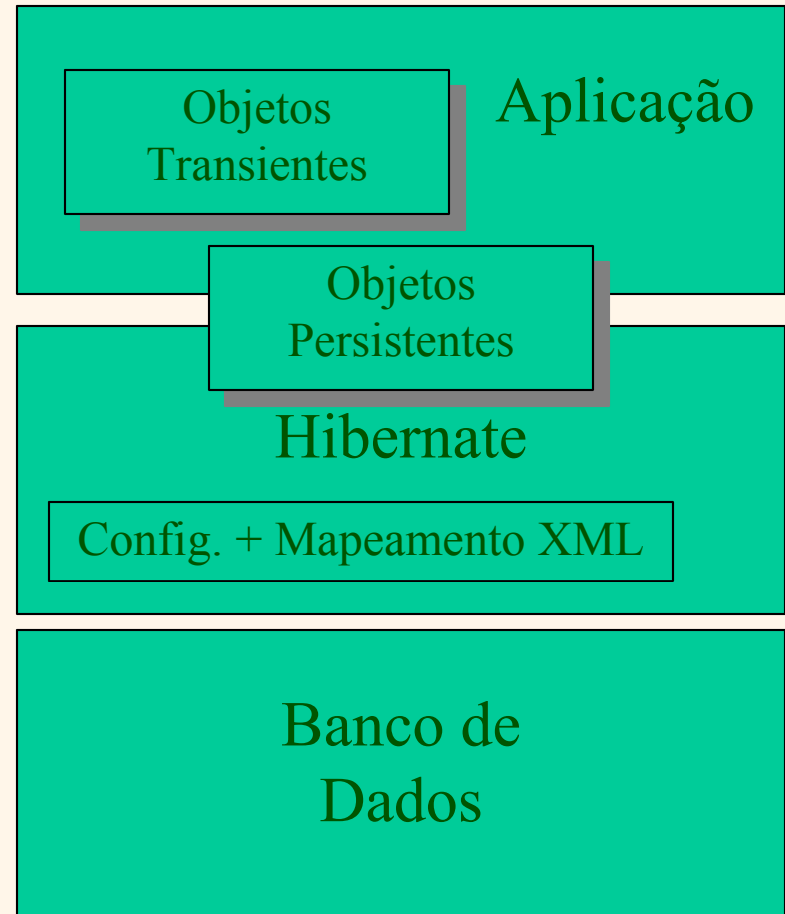 Objetos
Transientes
Aplicação
Objetos
Persistentes
Hibernate
Config. + Mapeamento XML
Banco de
Dados